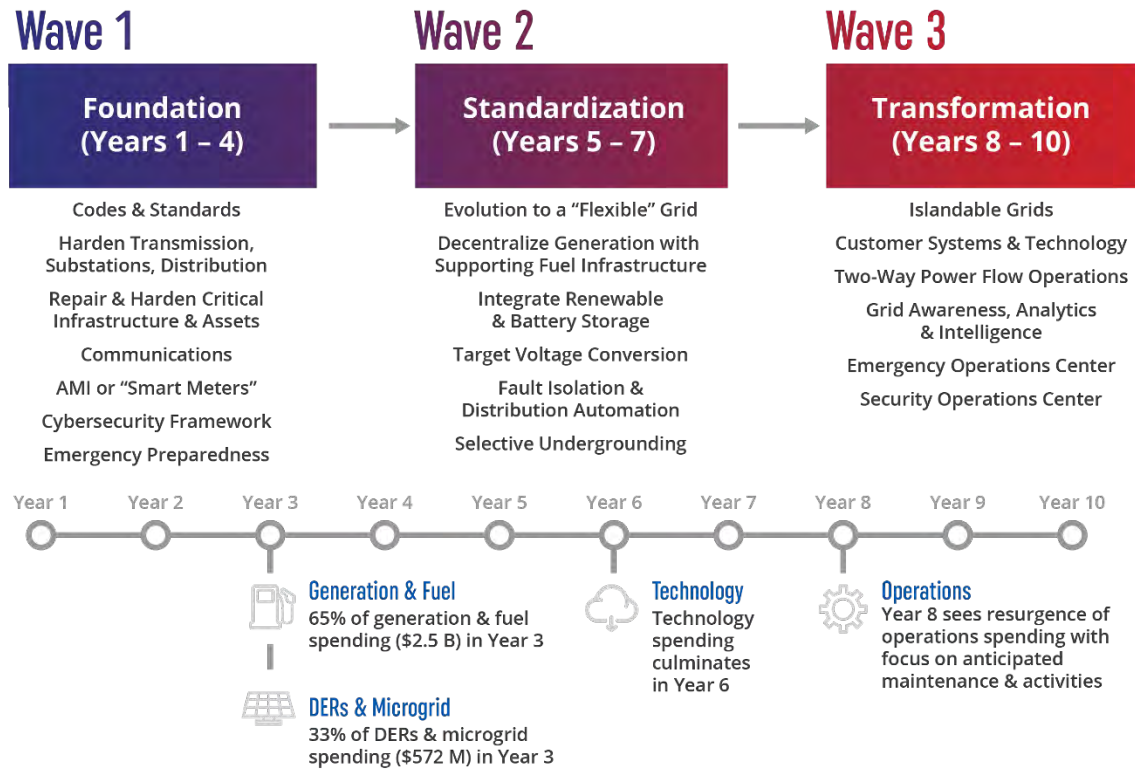 Wave 1
Foundation
(Years 1 – 4)
Codes & Standards
Harden Transmission,
Substations, Distribution
Repair & Harden Critical
Infrastructure & Assets
Communications
AMI or “Smart Meters”
Cybersecurity Framework
Emergency Preparedness
Wave 2
Standardization
(Years 5 – 7)
Evolution to a “Flexible” Grid
Decentralize Generation with
Supporting Fuel Infrastructure
Integrate Renewable
& Battery Storage
Target Voltage Conversion
Fault Isolation &
Distribution Automation
Selective Undergrounding
Wave 3
Transformation
(Years 8 – 10)
Islandable Grids
Customer Systems & Technology
Two-Way Power Flow Operations
Grid Awareness, Analytics
& Intelligence
Emergency Operations Center
Security Operations Center
Year 1 Year 2 Year 3 Year 4 Year 5 Year 6 Year 7 Year 8 Year 9 Year 10
Generation & Fuel
65% of generation & fuel
spending ($2.5 B) in Year 3
DERs & Microgrid
33% of DERs & microgrid
spending ($572 M) in Year 3
Technology
Technology
spending
culminates
in Year 6
Operations
Year 8 sees resurgence of
operations spending with
focus on anticipated
maintenance & activities